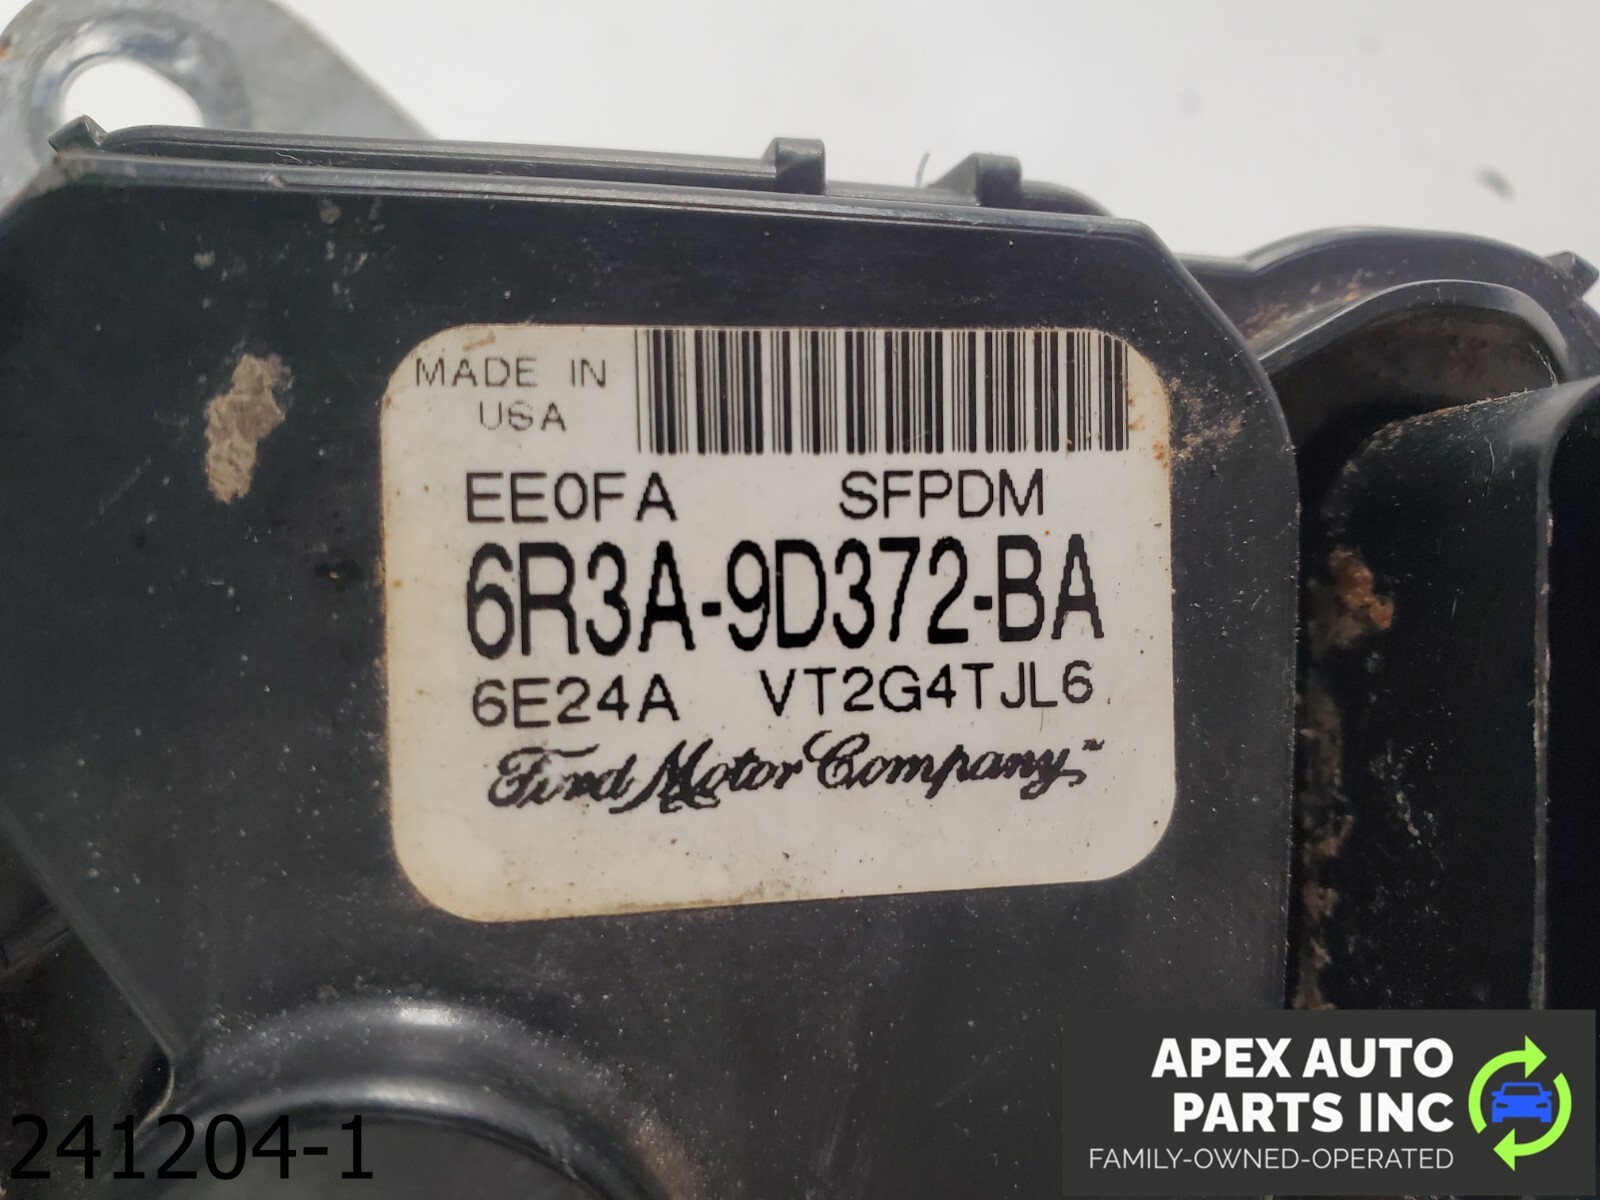 MADE IN
USA
EE0FA SFPDM
6R3A-9D372-BA
6E24A VT2G4TJL6
Ford Motor Company™
241204-1
APEX AUTO
PARTS INC
FAMILY-OWNED-OPERATED